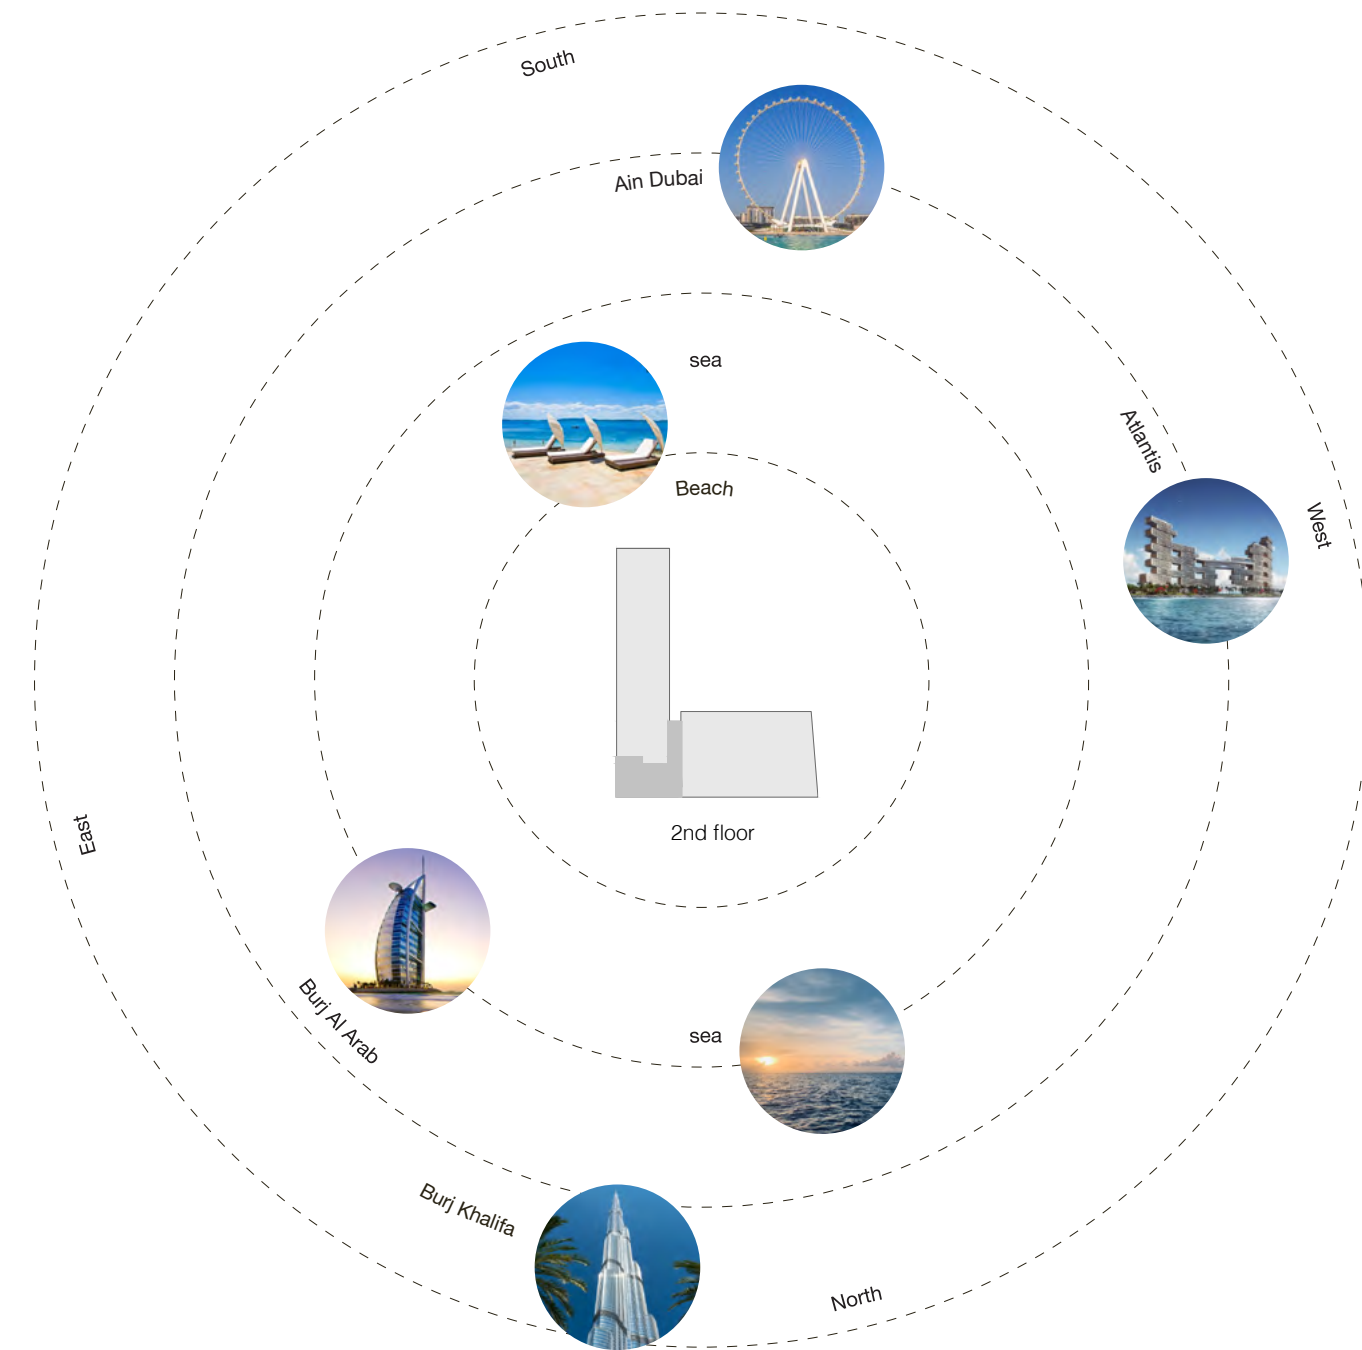 South
Ain Dubai
sea
Atlantis
Beach
West
East
2nd floor
Burj Al Arab
sea
Burj Khalifa
North